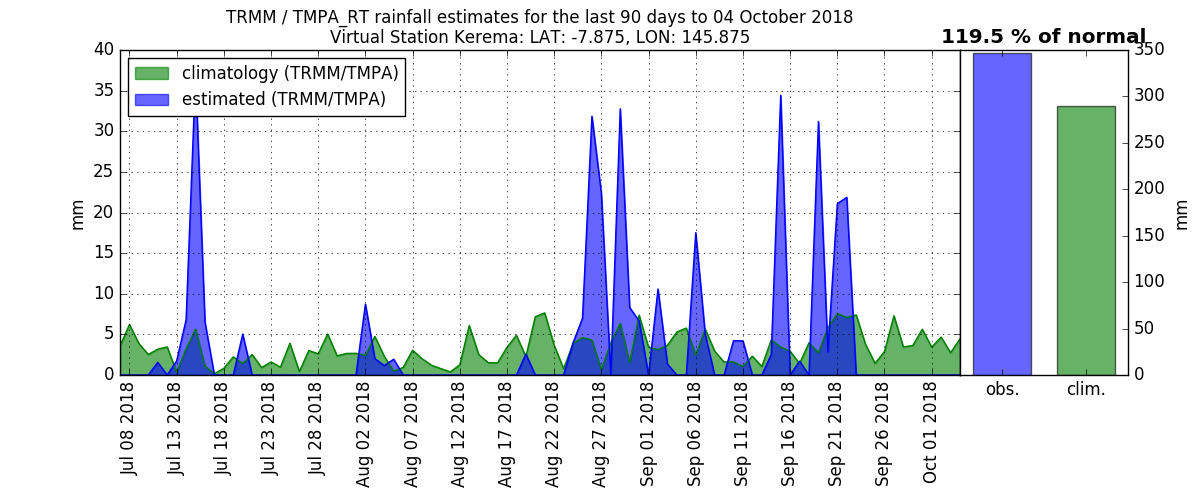 TRMM / TMPA_RT rainfall estimates for the last 90 days to 04 October 2018
Virtual Station Kerema: LAT: -7.875, LON: 145.875
119.5 % of normal
climatology (TRMM/TMPA)
estimated (TRMM/TMPA)
mm
40
35
30
25
20
15
10
5
0
Jul 08 2018
Jul 13 2018
Jul 18 2018
Jul 23 2018
Jul 28 2018
Aug 02 2018
Aug 07 2018
Aug 12 2018
Aug 17 2018
Aug 22 2018
Aug 27 2018
Sep 01 2018
Sep 06 2018
Sep 11 2018
Sep 16 2018
Sep 21 2018
Sep 26 2018
Oct 01 2018
obs.
clim.
350
300
250
200
150
100
50
0
mm